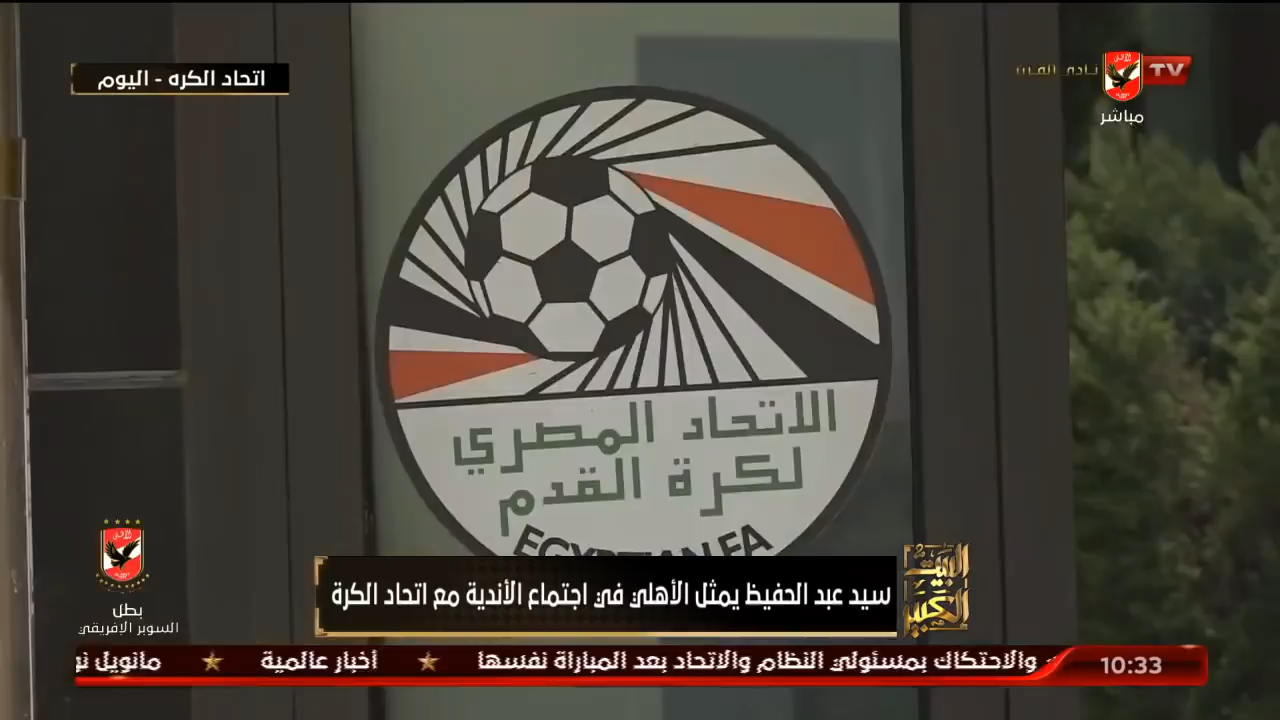 اتحاد الكره - اليوم
نادي القرن
TV
مباشر
الاتحاد المصري
لكرة القدم
EGYPTIAN FA
بطل
السوبر الإفريقي
البيت
الكبير
سيد عبد الحفيظ يمثل الأهلي في اجتماع الأندية مع اتحاد الكرة
والاحتكاك بمسئولي النظام والاتحاد بعد المباراة نفسها ★ أخبار عالمية ★ مانويل
10:33